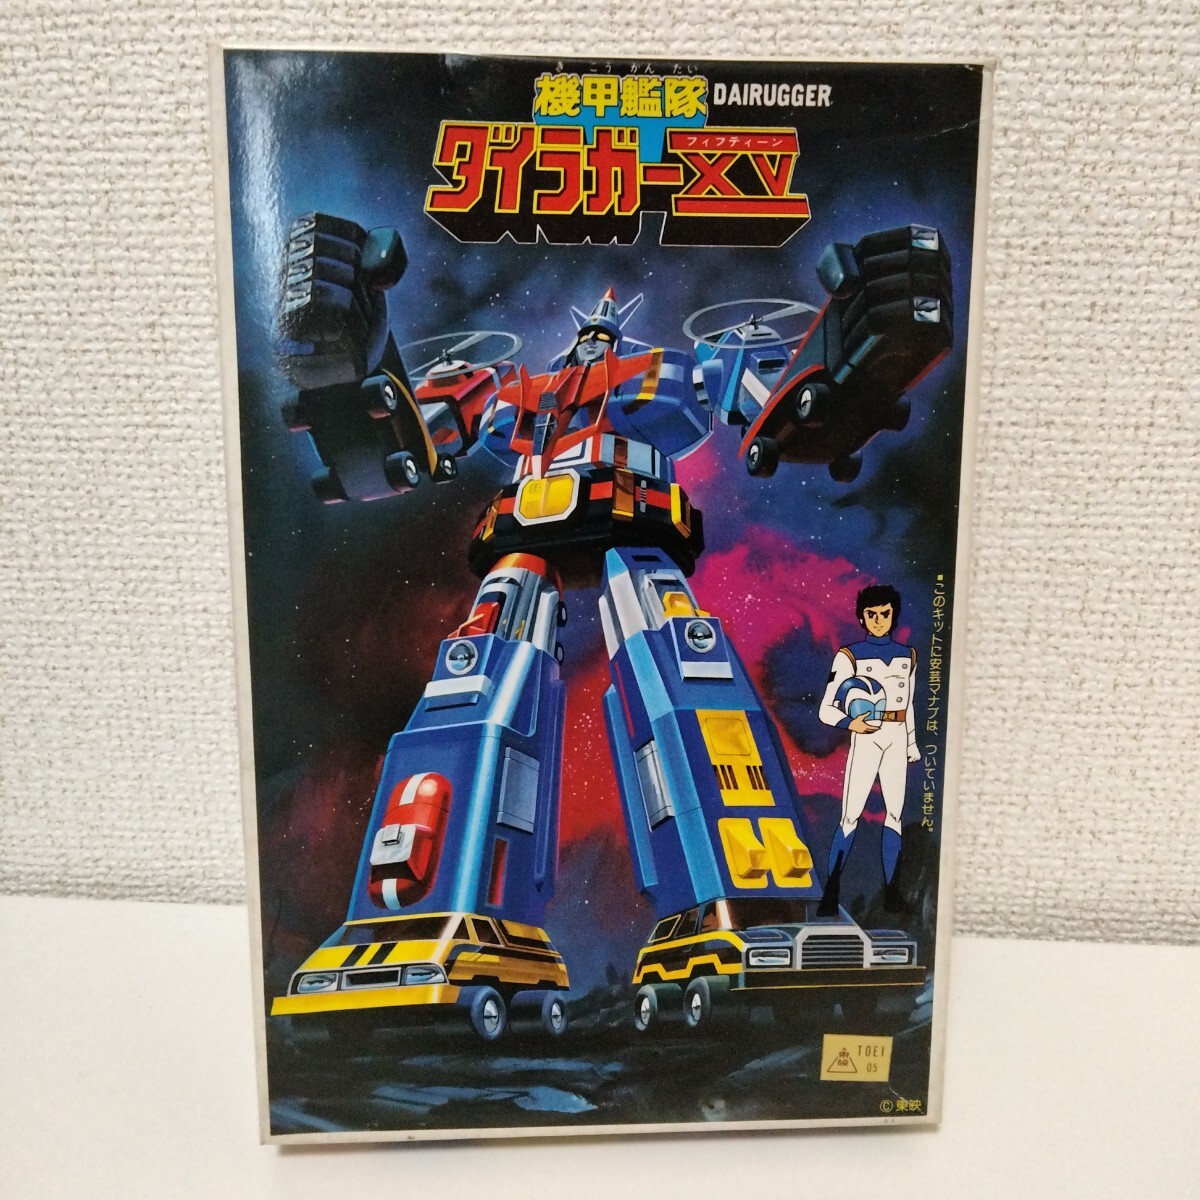 きこうかんたい
機甲艦隊 DAIRUGGER
フィフティーン
ダイラガーXV
■このキットに安芸マナブは、ついていません。
東映 TOEI
05
© 東映